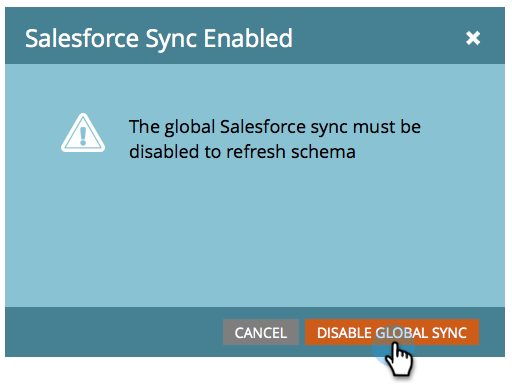 Salesforce Sync Enabled
The global Salesforce sync must be
disabled to refresh schema
CANCEL
DISABLE GLOBAL SYNC